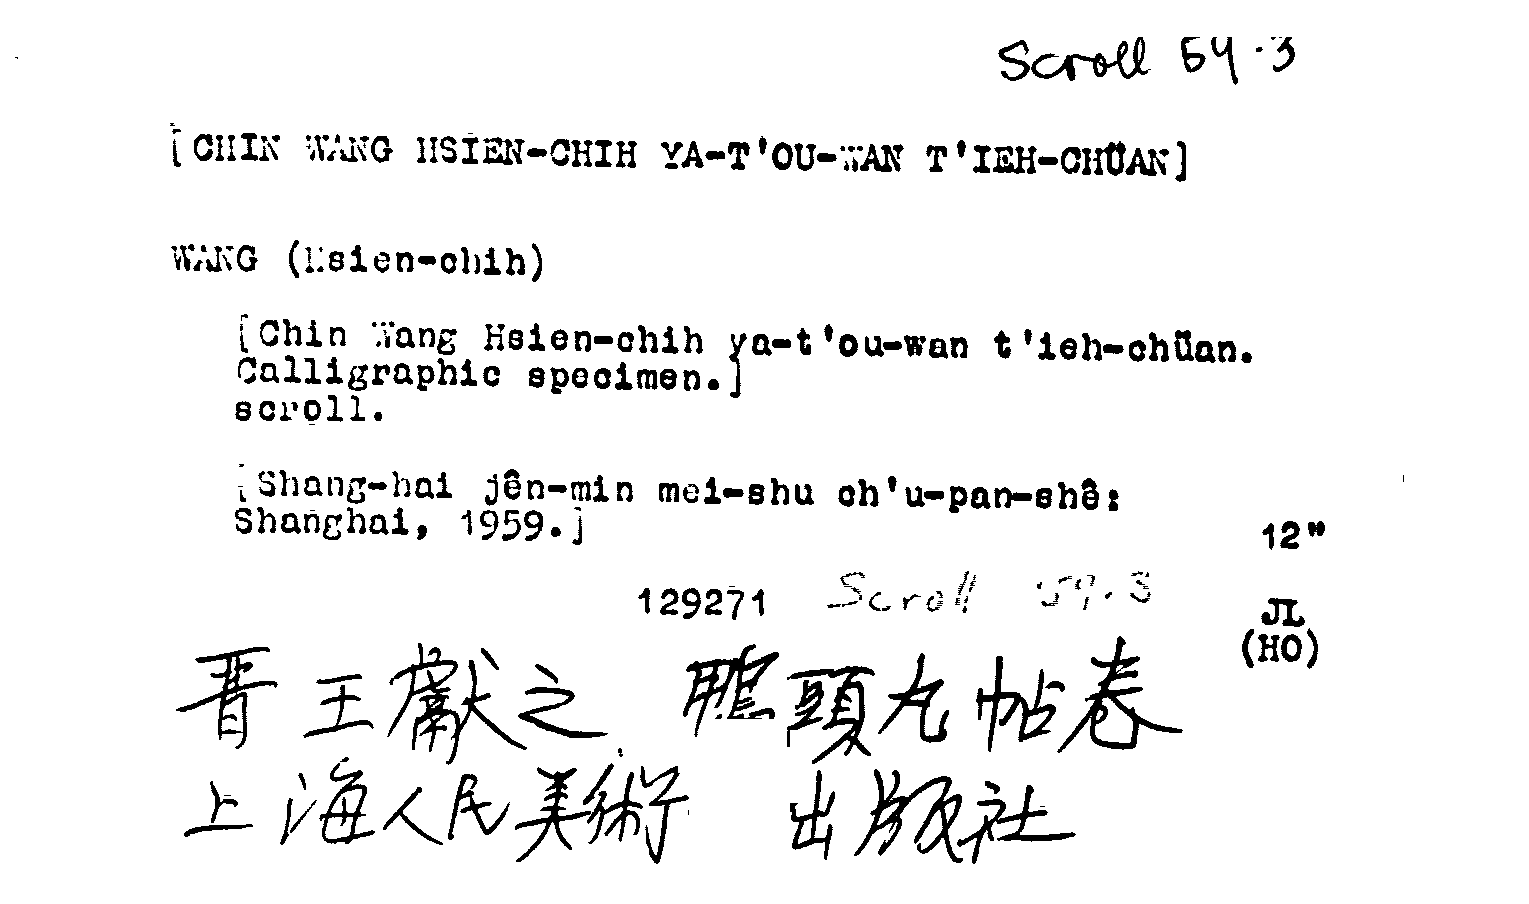 Scroll 59.3
[CHIN WANG HSIEN-CHIH YA-T'OU-WAN T'IEH-CHÜAN]
WANG (Hsien-chih)
[Chin Wang Hsien-chih ya-t'ou-wan t'ieh-chüan.
Calligraphic specimen.]
scroll.
[Shang-hai jên-min mei-shu ch'u-pan-shê:
Shanghai, 1959.]
12"
129271 Scroll 59.3
JL
(HO)
晋王獻之 鴨頭丸帖卷
上海人民美術 出版社